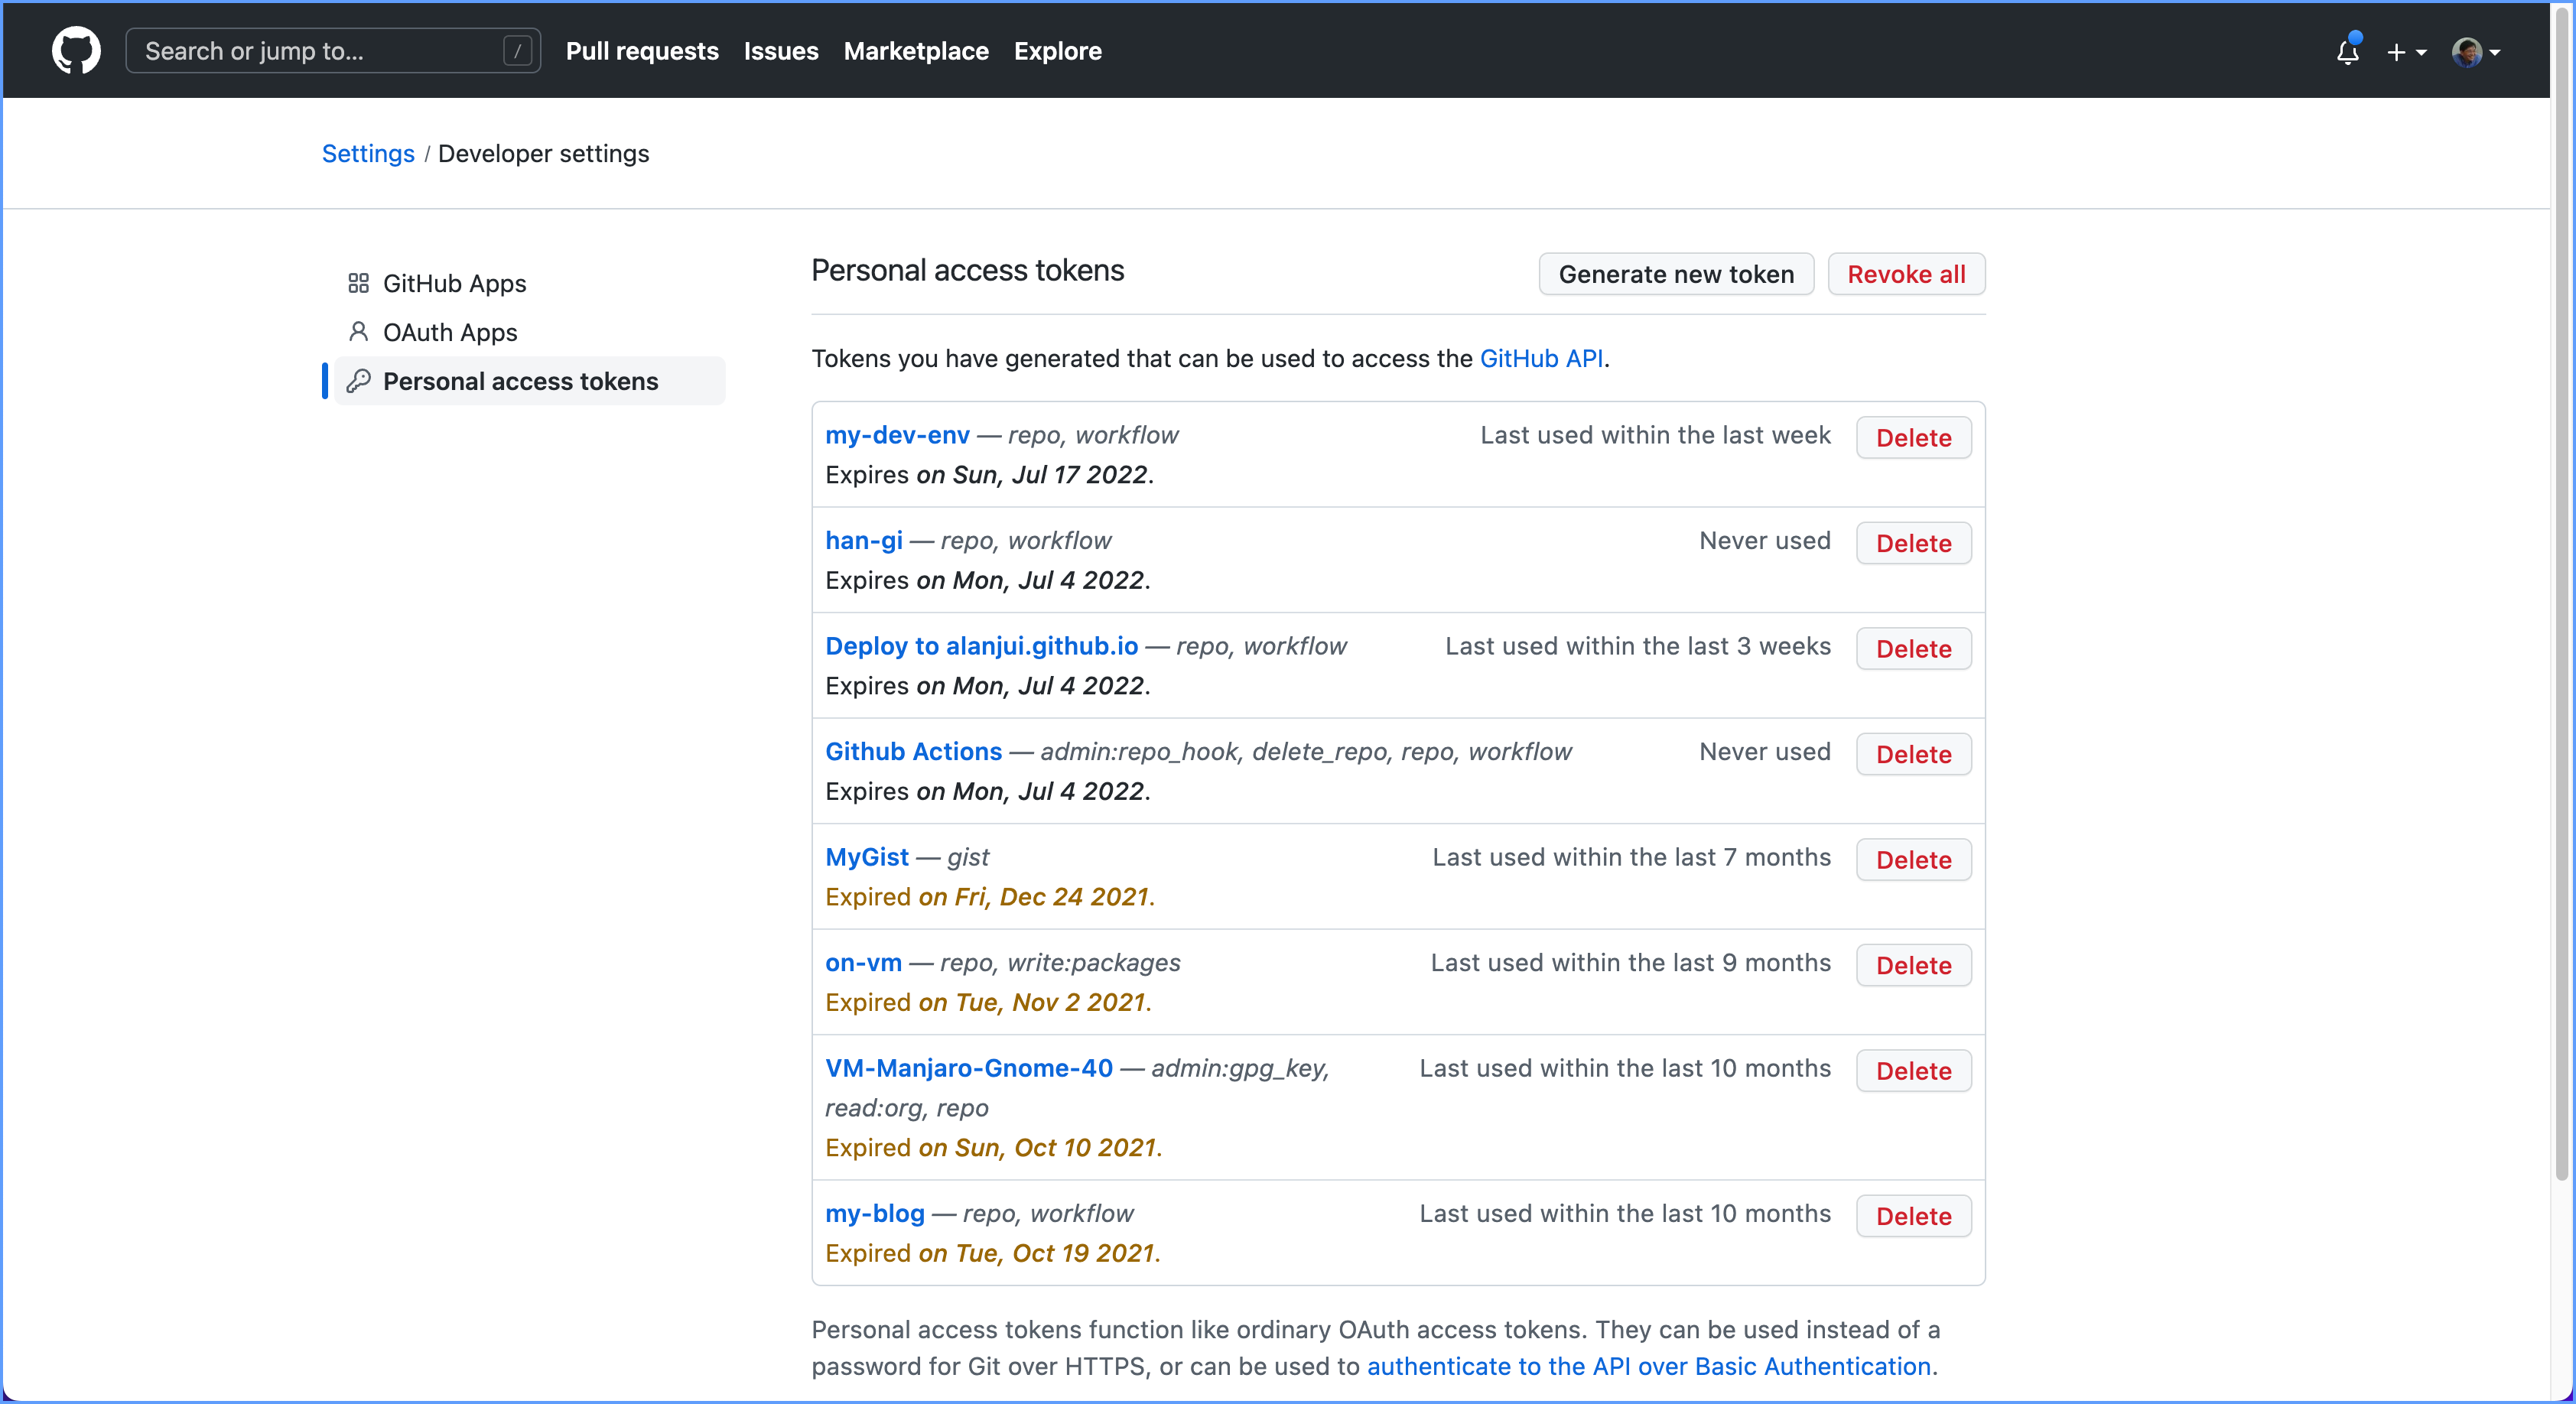 Search or jump to... /
Pull requests Issues Marketplace Explore
Settings / Developer settings
GitHub Apps
OAuth Apps
Personal access tokens
Personal access tokens
Generate new token Revoke all
Tokens you have generated that can be used to access the GitHub API.
my-dev-env — repo, workflow Last used within the last week Delete
Expires on Sun, Jul 17 2022.
han-gi — repo, workflow Never used Delete
Expires on Mon, Jul 4 2022.
Deploy to alanjui.github.io — repo, workflow Last used within the last 3 weeks Delete
Expires on Mon, Jul 4 2022.
Github Actions — admin:repo_hook, delete_repo, repo, workflow Never used Delete
Expires on Mon, Jul 4 2022.
MyGist — gist Last used within the last 7 months Delete
Expired on Fri, Dec 24 2021.
on-vm — repo, write:packages Last used within the last 9 months Delete
Expired on Tue, Nov 2 2021.
VM-Manjaro-Gnome-40 — admin:gpg_key, Last used within the last 10 months Delete
read:org, repo
Expired on Sun, Oct 10 2021.
my-blog — repo, workflow Last used within the last 10 months Delete
Expired on Tue, Oct 19 2021.
Personal access tokens function like ordinary OAuth access tokens. They can be used instead of a
password for Git over HTTPS, or can be used to authenticate to the API over Basic Authentication.